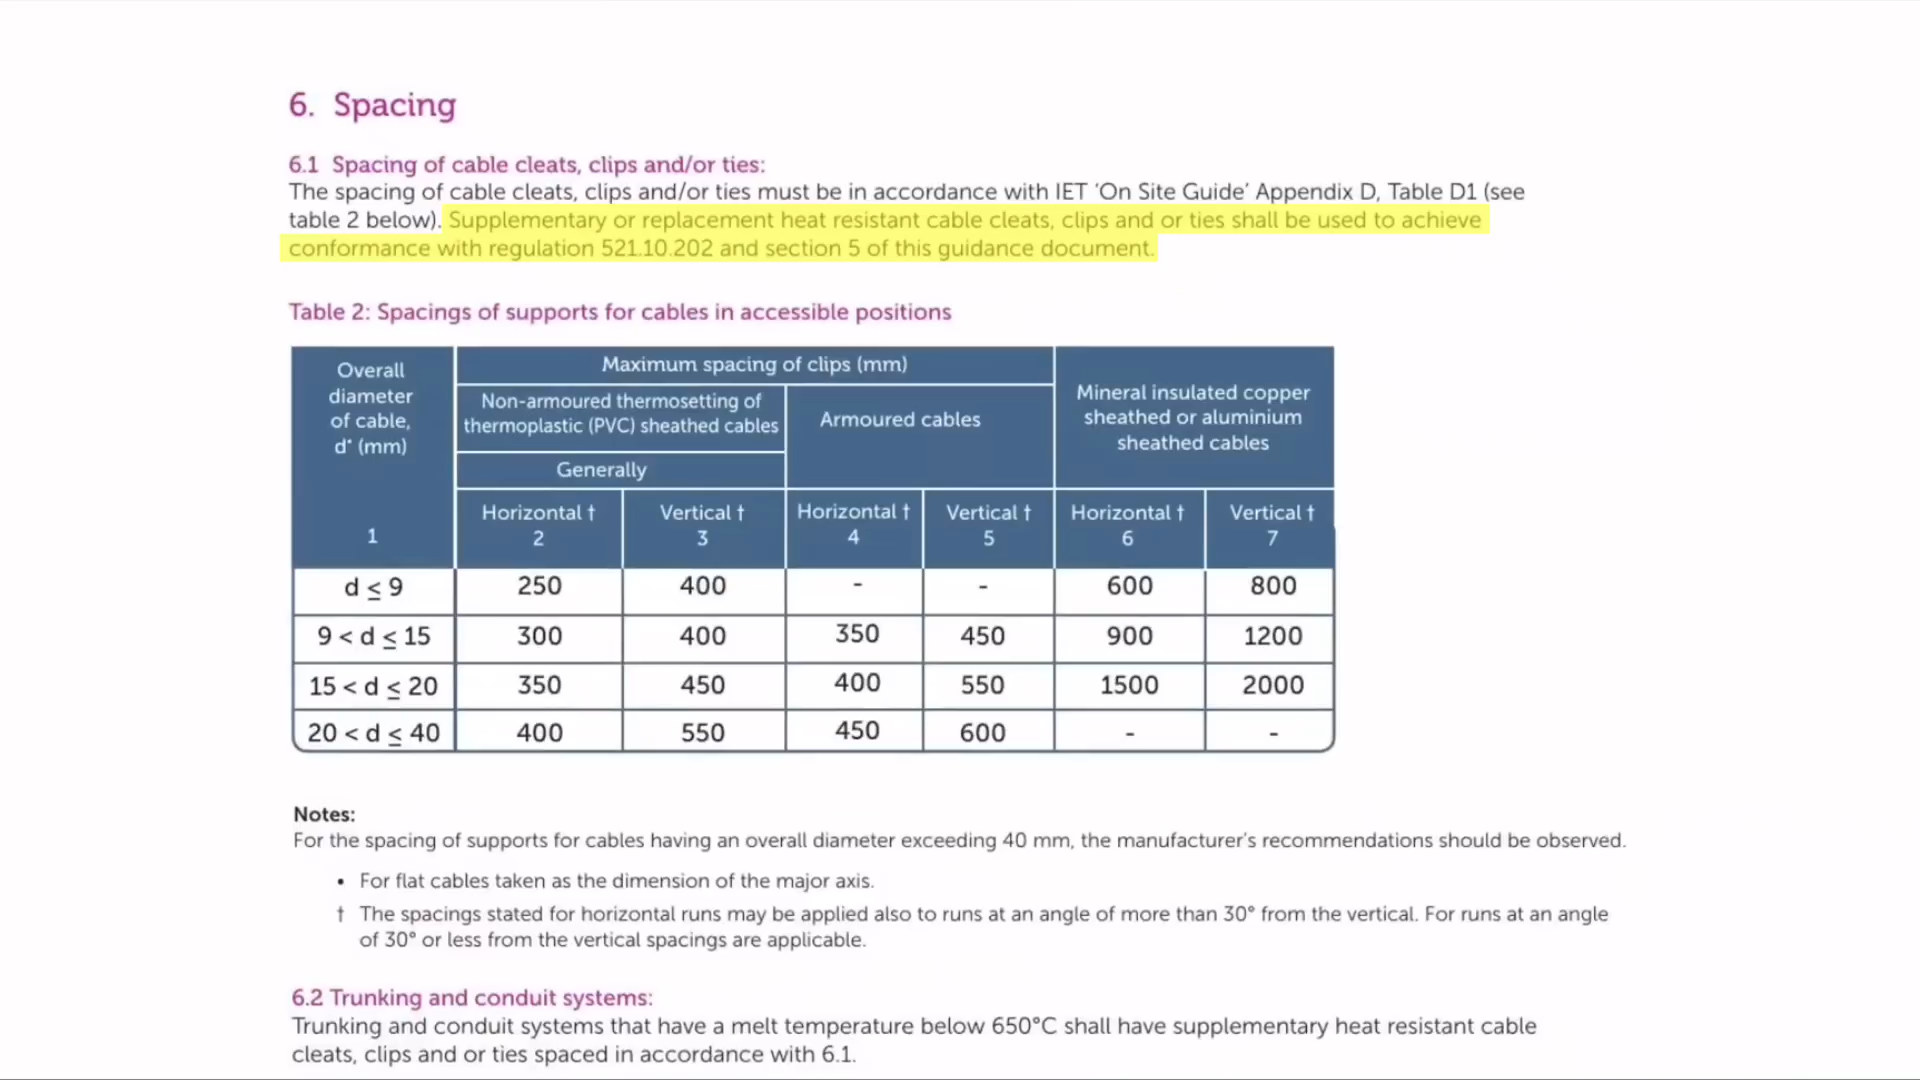 6. Spacing
6.1 Spacing of cable cleats, clips and/or ties:
The spacing of cable cleats, clips and/or ties must be in accordance with IET ‘On Site Guide’ Appendix D, Table D1 (see
table 2 below). Supplementary or replacement heat resistant cable cleats, clips and or ties shall be used to achieve
conformance with regulation 521.10.202 and section 5 of this guidance document.
Table 2: Spacings of supports for cables in accessible positions
Overall
diameter
of cable,
d* (mm)
1
Maximum spacing of clips (mm)
Non-armoured thermosetting of
thermoplastic (PVC) sheathed cables
Generally
Armoured cables
Mineral insulated copper
sheathed or aluminium
sheathed cables
Horizontal † Vertical † Horizontal † Vertical † Horizontal † Vertical †
2 3 4 5 6 7
d ≤ 9 250 400 - - 600 800
9 < d ≤ 15 300 400 350 450 900 1200
15 < d ≤ 20 350 450 400 550 1500 2000
20 < d ≤ 40 400 550 450 600 - -
Notes:
For the spacing of supports for cables having an overall diameter exceeding 40 mm, the manufacturer's recommendations should be observed.
• For flat cables taken as the dimension of the major axis.
† The spacings stated for horizontal runs may be applied also to runs at an angle of more than 30° from the vertical. For runs at an angle
of 30° or less from the vertical spacings are applicable.
6.2 Trunking and conduit systems:
Trunking and conduit systems that have a melt temperature below 650°C shall have supplementary heat resistant cable
cleats, clips and or ties spaced in accordance with 6.1.